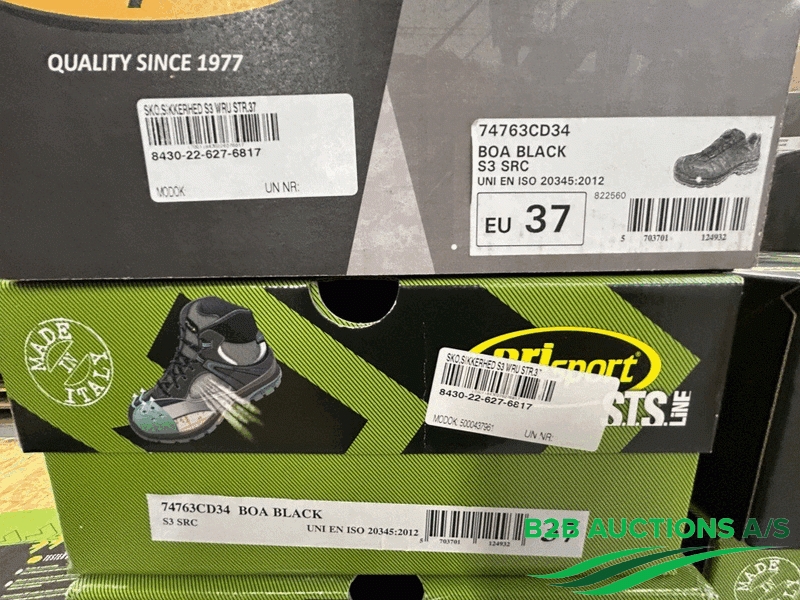 QUALITY SINCE 1977
SKO.SIKKERHED S3 WRU STR.37
8430-22-627-6817
MODOK:
UN NR:
74763CD34
BOA BLACK
S3 SRC
UNI EN ISO 20345:2012
822560
EU 37
5 703701 124932
MADE IN ITALY
SKO.SIKKERHED S3 WRU STR.37
8430-22-627-6817
MODOK: 5000437961
UN NR:
sport
S.T.S. LINE
74763CD34 BOA BLACK
S3 SRC
UNI EN ISO 20345:2012
5 703701 124932
37
B2B AUCTIONS A/S